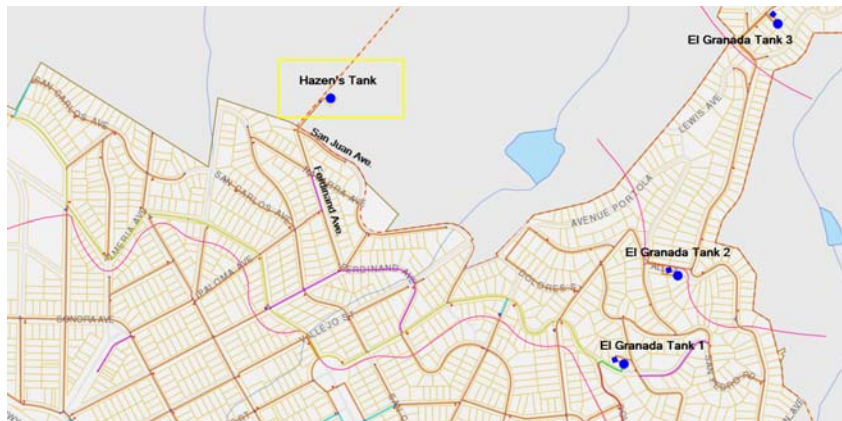 El Granada Tank 3
Hazen's Tank
SAN CARLOS AVE
LEWIS AVE
San Juan Ave.
Ferdinand Ave.
SAN CARLOS AVE
AVENUE PORTOLA
El Granada Tank 2
PALOMA AVE
FERDINAND AVE
DOLORES ST
SONORA AVE
VALLEJO ST
El Granada Tank 1